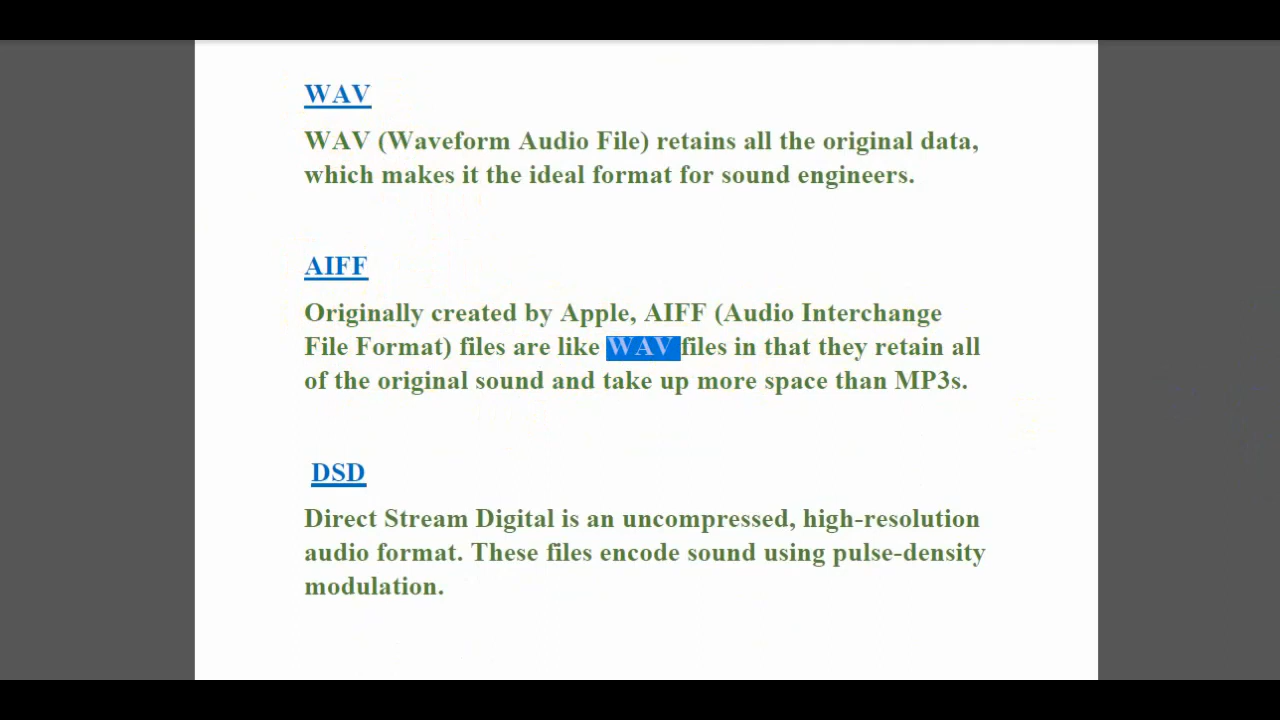 WAV
WAV (Waveform Audio File) retains all the original data,
which makes it the ideal format for sound engineers.
AIFF
Originally created by Apple, AIFF (Audio Interchange
File Format) files are like WAV files in that they retain all
of the original sound and take up more space than MP3s.
DSD
Direct Stream Digital is an uncompressed, high-resolution
audio format. These files encode sound using pulse-density
modulation.